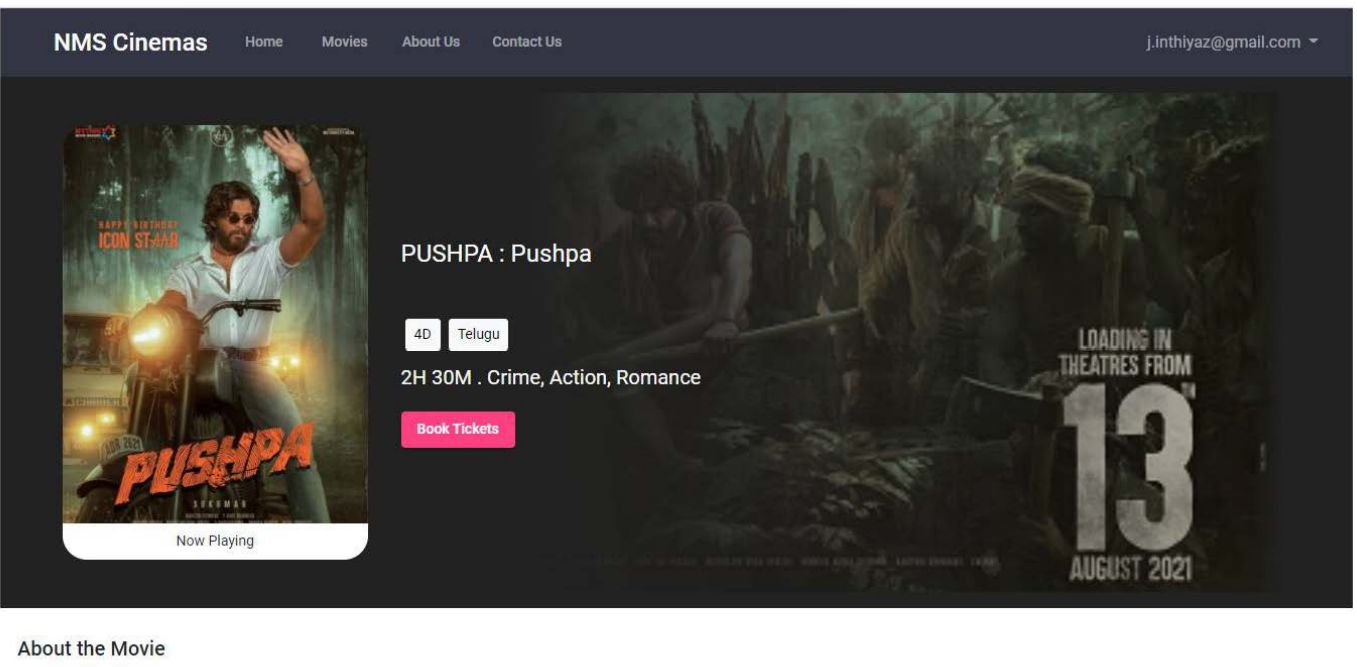 NMS Cinemas Home Movies About Us Contact Us j.inthiyaz@gmail.com
HAPPY BIRTHDAY
ICON STAAR
PUSHPA
SUKUMAR
Now Playing
PUSHPA : Pushpa
4D Telugu
2H 30M . Crime, Action, Romance
Book Tickets
LOADING IN
THEATRES FROM
13TH
AUGUST 2021
About the Movie